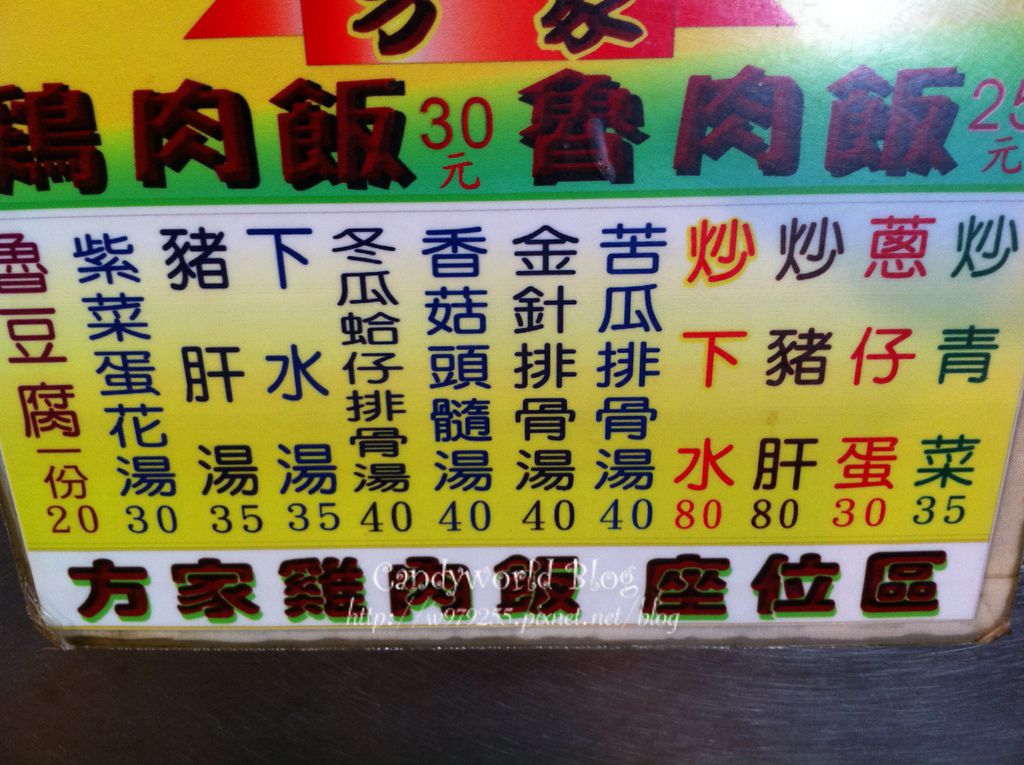 方家
鷄肉飯 30元 魯肉飯 25元
魯豆腐一份 20
紫菜蛋花湯 30
豬肝湯 35
下水湯 35
冬瓜蛤仔排骨湯 40
香菇頭髓湯 40
金針排骨湯 40
苦瓜排骨湯 40
炒下水 80
炒豬肝 80
蔥仔蛋 30
炒青菜 35
方家雞肉飯 座位區
Candyworld Blog
http://w979255.pixnet.net/blog